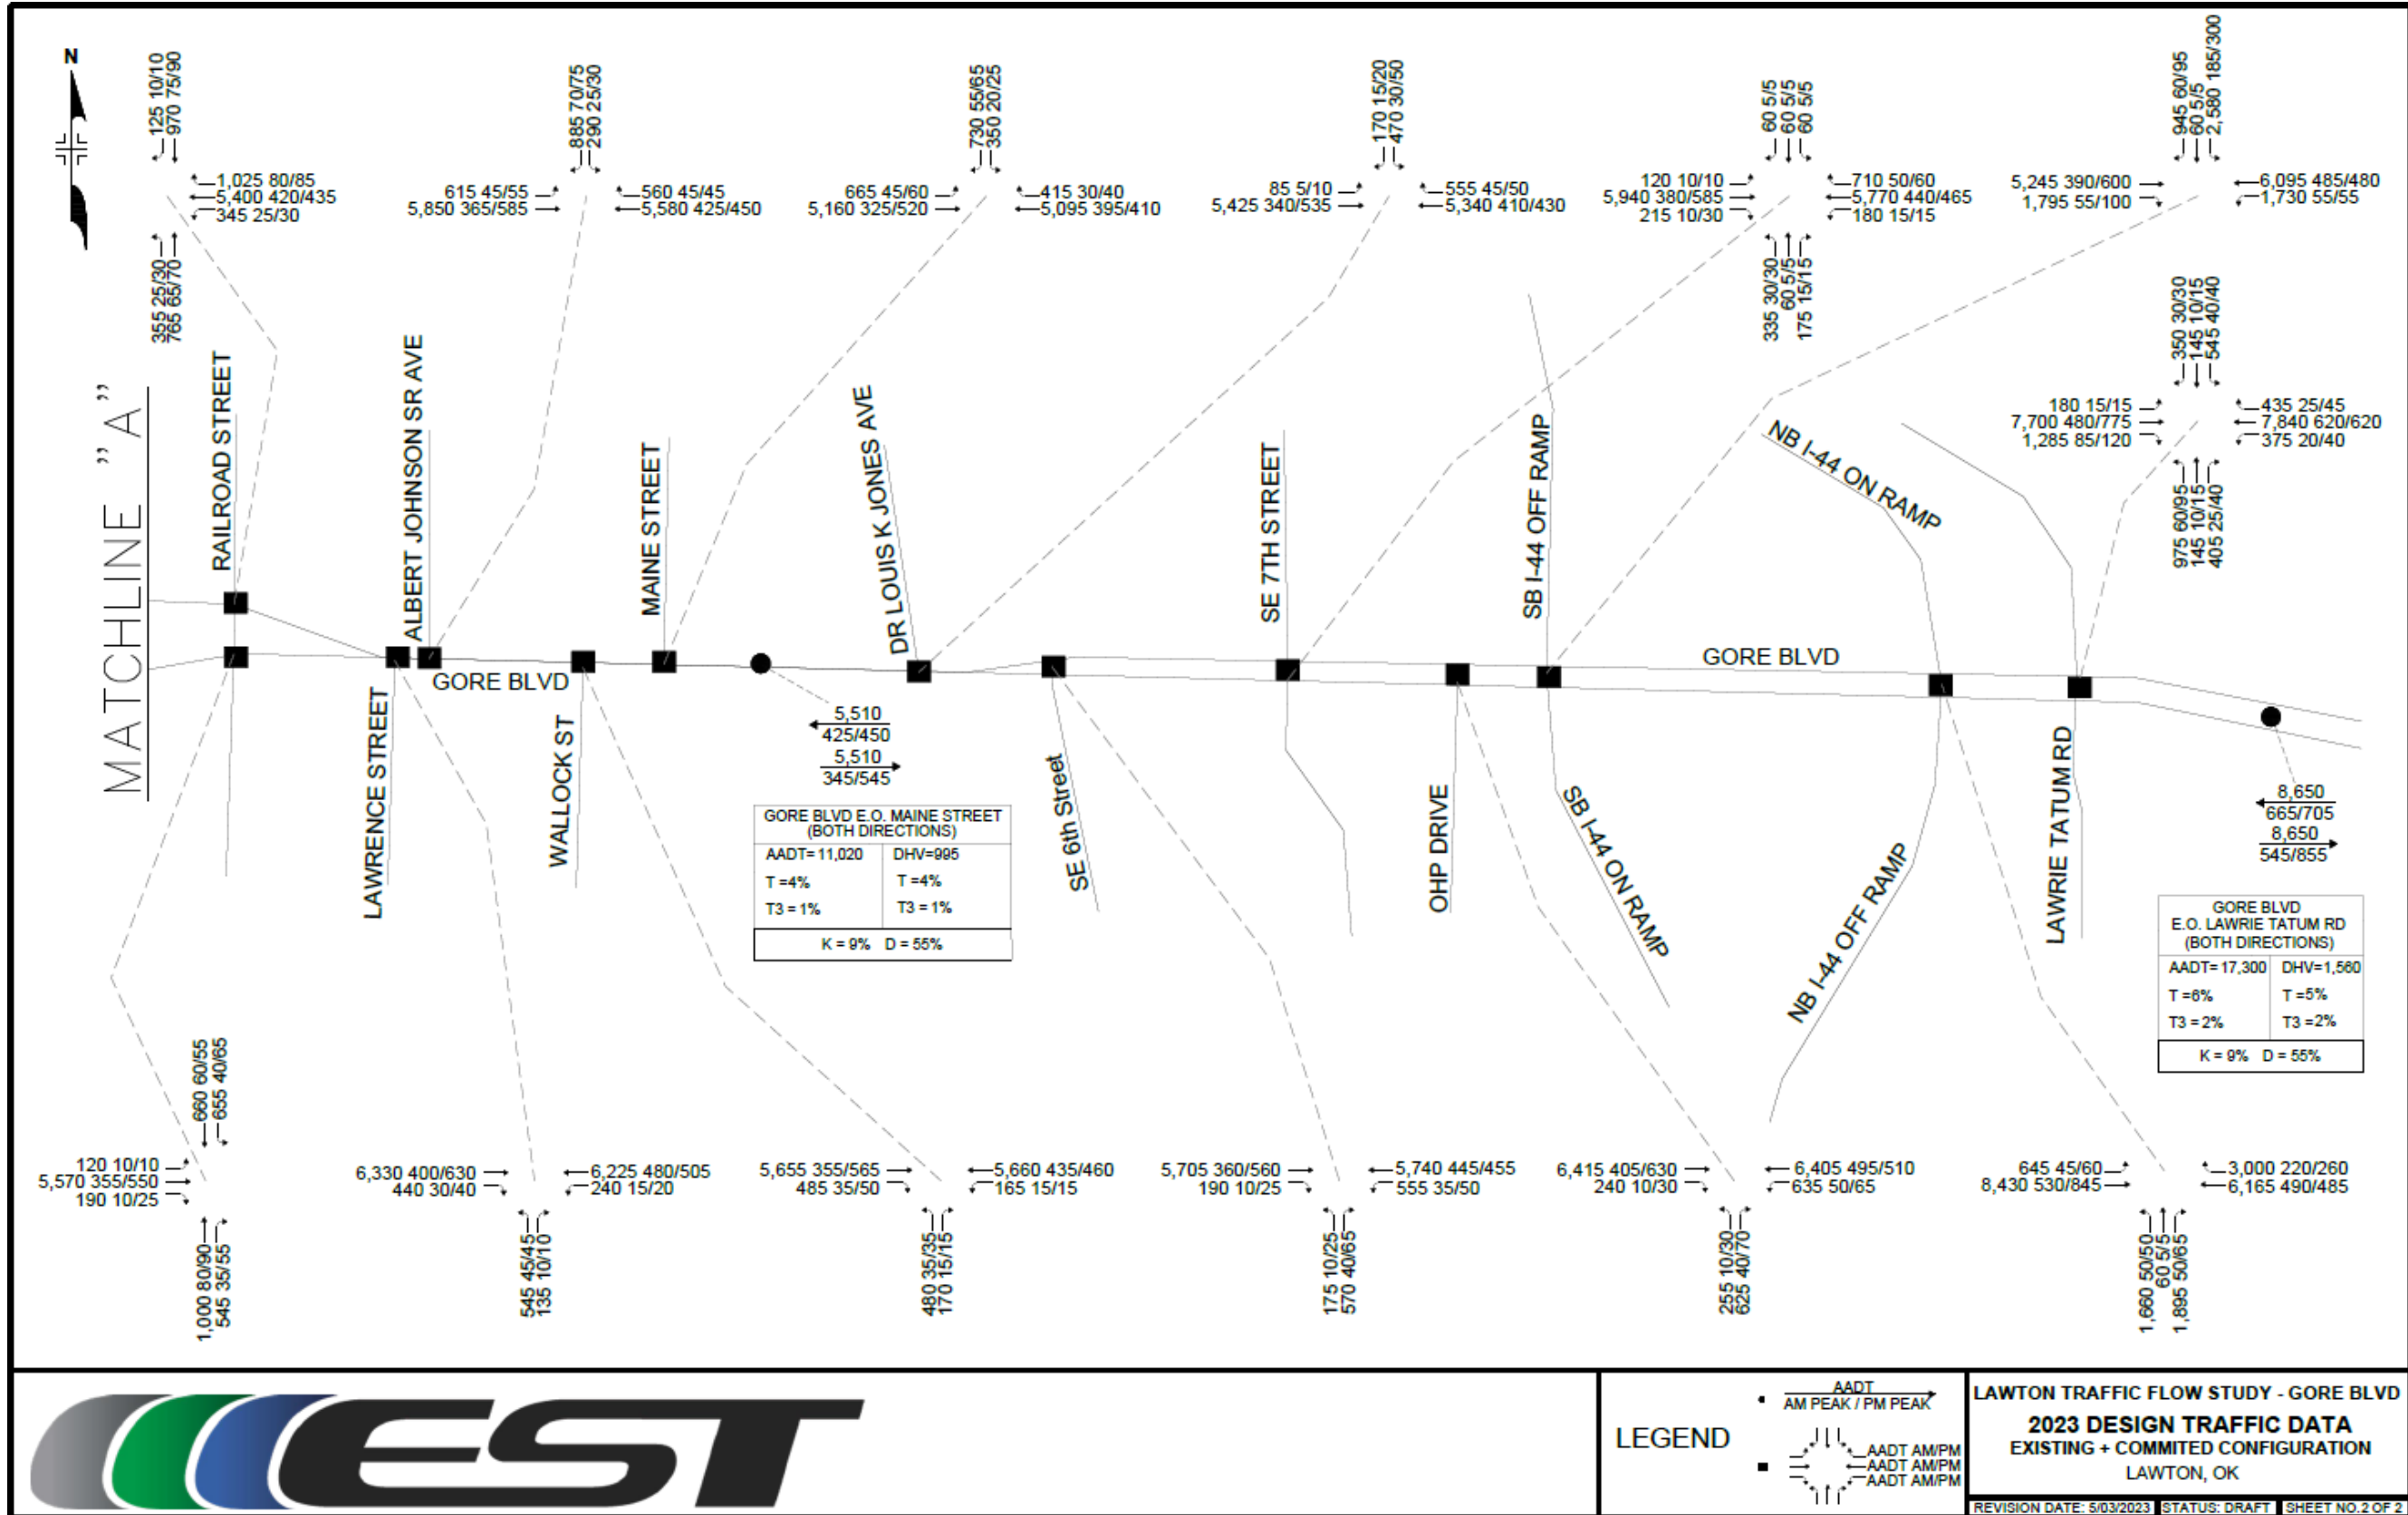 N
125 10/10
970 75/90
1,025 80/85
5,400 420/435
345 25/30
355 25/30
765 65/70
885 70/75
290 25/30
615 45/55
5,850 365/585
560 45/45
5,580 425/450
730 55/65
350 20/25
665 45/60
5,160 325/520
415 30/40
5,095 395/410
170 15/20
470 30/50
85 5/10
5,425 340/535
555 45/50
5,340 410/430
60 5/5
60 5/5
60 5/5
120 10/10
5,940 380/585
215 10/30
710 50/60
5,770 440/465
180 15/15
335 30/30
60 5/5
175 15/15
945 60/95
60 5/5
2,580 185/300
5,245 390/600
1,795 55/100
6,095 485/480
1,730 55/55
350 30/30
145 10/15
545 40/40
180 15/15
7,700 480/775
1,285 85/120
435 25/45
7,840 620/620
375 20/40
975 60/95
145 10/15
405 25/40
MATCHLINE "A"
RAILROAD STREET
ALBERT JOHNSON SR AVE
MAINE STREET
DR LOUIS K JONES AVE
SE 7TH STREET
SB I-44 OFF RAMP
NB I-44 ON RAMP
GORE BLVD
GORE BLVD
LAWRENCE STREET
WALLOCK ST
SE 6th Street
OHP DRIVE
SB I-44 ON RAMP
NB I-44 OFF RAMP
LAWRIE TATUM RD
5,510
425/450
5,510
345/545
GORE BLVD E.O. MAINE STREET
(BOTH DIRECTIONS)
AADT= 11,020 DHV=995
T =4% T =4%
T3 = 1% T3 = 1%
K = 9% D = 55%
8,650
665/705
8,650
545/855
GORE BLVD
E.O. LAWRIE TATUM RD
(BOTH DIRECTIONS)
AADT= 17,300 DHV=1,560
T =6% T =5%
T3 = 2% T3 =2%
K = 9% D = 55%
660 60/55
655 40/65
120 10/10
5,570 355/550
190 10/25
1,000 80/90
545 35/55
6,330 400/630
440 30/40
6,225 480/505
240 15/20
545 45/45
135 10/10
5,655 355/565
485 35/50
5,660 435/460
165 15/15
480 35/35
170 15/15
5,705 360/560
190 10/25
5,740 445/455
555 35/50
175 10/25
570 40/65
6,415 405/630
240 10/30
6,405 495/510
635 50/65
255 10/30
625 40/70
645 45/60
8,430 530/845
3,000 220/260
6,165 490/485
1,660 50/50
60 5/5
1,895 50/65
EST
LEGEND
AADT
AM PEAK / PM PEAK
AADT AM/PM
AADT AM/PM
AADT AM/PM
LAWTON TRAFFIC FLOW STUDY - GORE BLVD
2023 DESIGN TRAFFIC DATA
EXISTING + COMMITED CONFIGURATION
LAWTON, OK
REVISION DATE: 5/03/2023 STATUS: DRAFT SHEET NO.2 OF 2